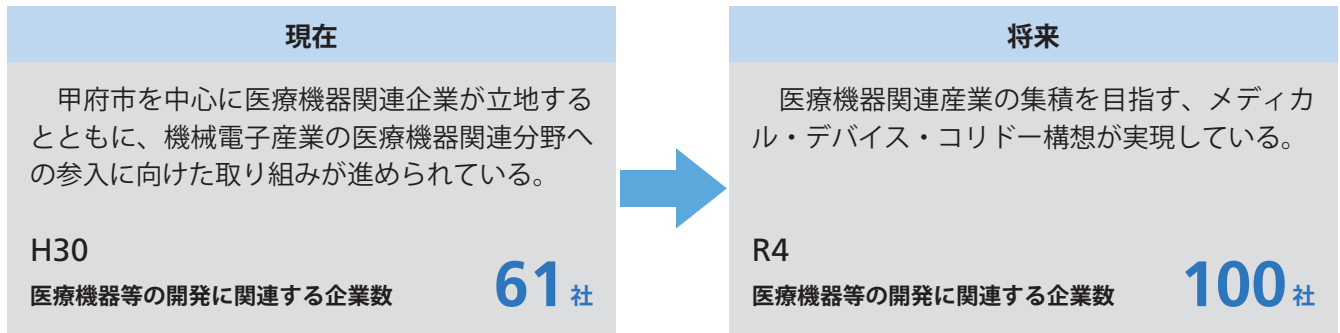 現在
甲府市を中心に医療機器関連企業が立地する
とともに、機械電子産業の医療機器関連分野へ
の参入に向けた取り組みが進められている。
H30
医療機器等の開発に関連する企業数 61社
将来
医療機器関連産業の集積を目指す、メディカ
ル・デバイス・コリドー構想が実現している。
R4
医療機器等の開発に関連する企業数 100社